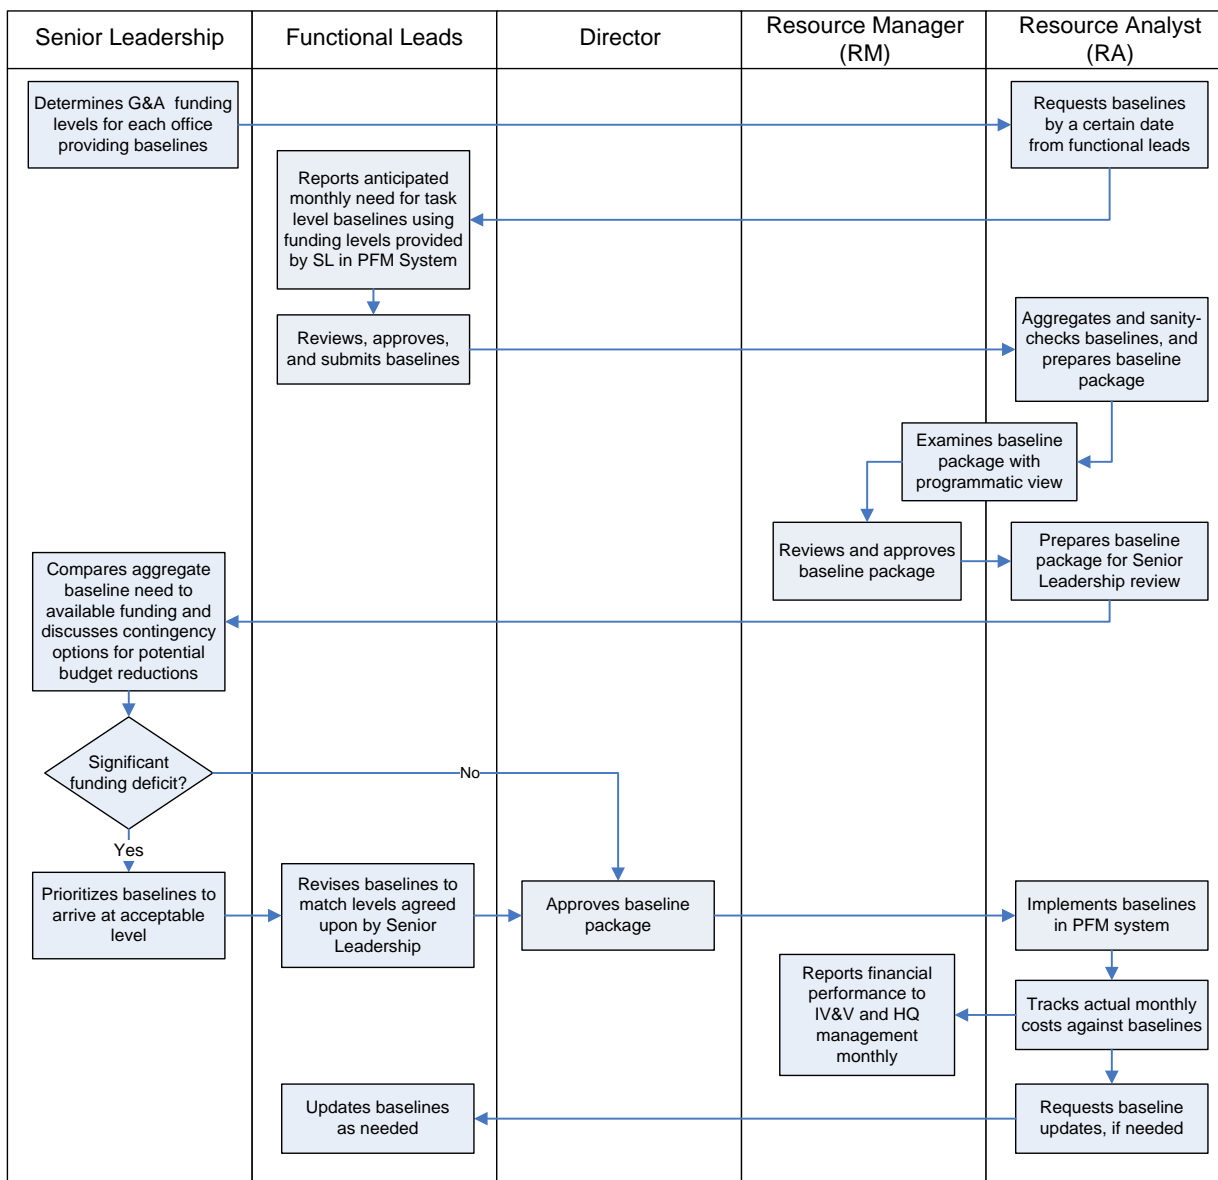 Senior Leadership
Functional Leads
Director
Resource Manager
(RM)
Resource Analyst
(RA)
Determines G&A funding
levels for each office
providing baselines
Requests baselines
by a certain date
from functional leads
Reports anticipated
monthly need for task
level baselines using
funding levels provided
by SL in PFM System
Reviews, approves,
and submits baselines
Aggregates and sanity-
checks baselines, and
prepares baseline
package
Examines baseline
package with
programmatic view
Reviews and approves
baseline package
Prepares baseline
package for Senior
Leadership review
Compares aggregate
baseline need to
available funding and
discusses contingency
options for potential
budget reductions
Significant
funding deficit?
No
Yes
Prioritizes baselines to
arrive at acceptable
level
Revises baselines to
match levels agreed
upon by Senior
Leadership
Approves baseline
package
Implements baselines
in PFM system
Reports financial
performance to
IV&V and HQ
management
monthly
Tracks actual monthly
costs against baselines
Updates baselines
as needed
Requests baseline
updates, if needed